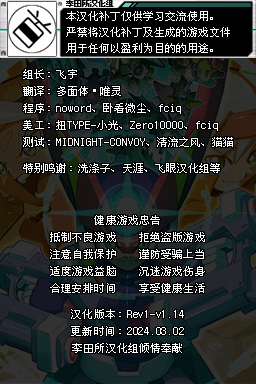 李田所汉化组
本汉化补丁仅供学习交流使用。
严禁将汉化补丁及生成的游戏文件
用于任何以盈利为目的的用途。
组长：飞宇
翻译：多面体·唯灵
程序：noword、卧看微尘、fciq
美工：扭TYPE-小光、Zero10000、fciq
测试：MIDNIGHT-CONVOY、清流之风、猫猫
特别鸣谢：洗涤子、天涯、飞眼汉化组等
健康游戏忠告
抵制不良游戏 拒绝盗版游戏
注意自我保护 谨防受骗上当
适度游戏益脑 沉迷游戏伤身
合理安排时间 享受健康生活
汉化版本：Rev1-v1.14
更新时间：2024.03.02
李田所汉化组倾情奉献